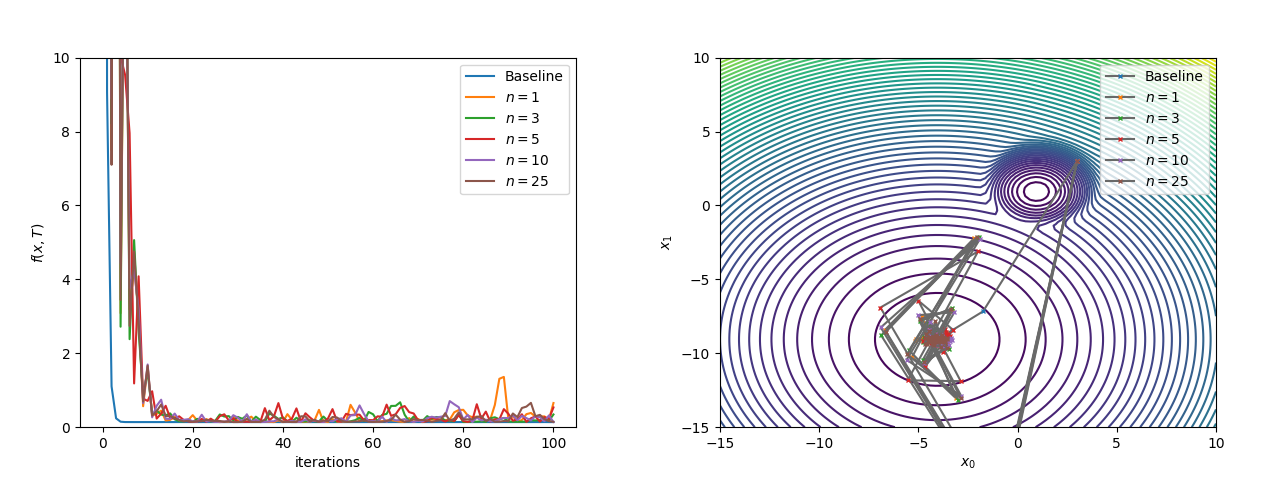 10
8
6
4
2
0
f(x, T)
0
20
40
60
80
100
iterations
Baseline
n = 1
n = 3
n = 5
n = 10
n = 25
10
5
0
−5
−10
−15
x₁
−15
−10
−5
0
5
10
x₀
Baseline
n = 1
n = 3
n = 5
n = 10
n = 25